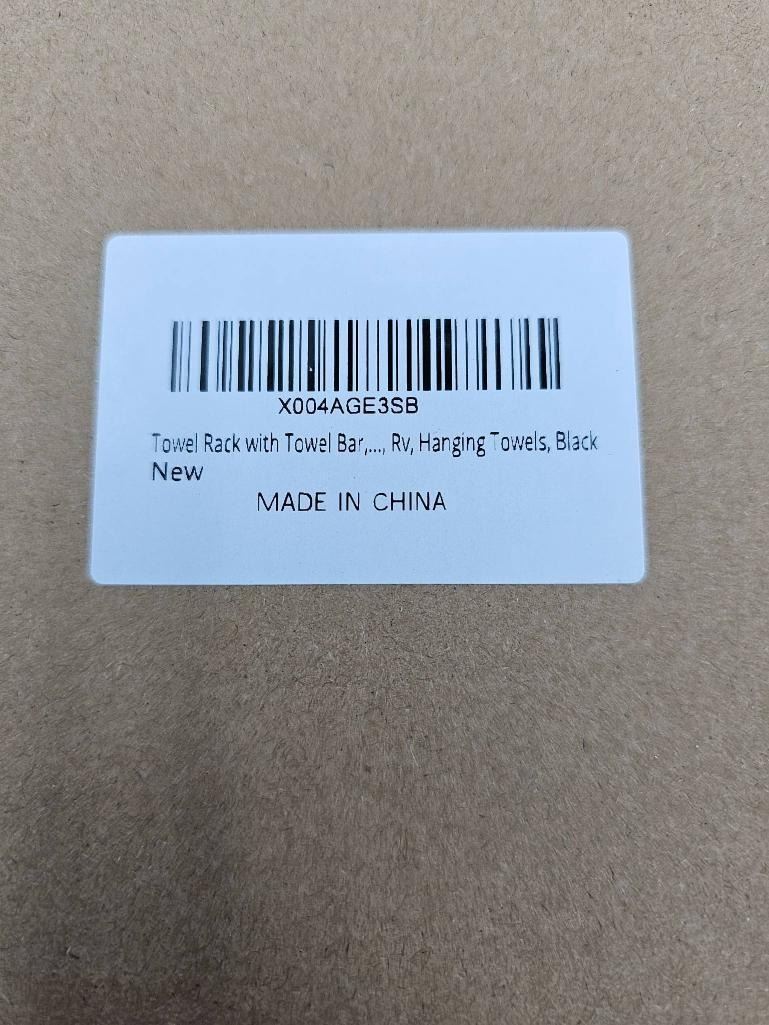 X004AGE3SB
Towel Rack with Towel Bar,..., Rv, Hanging Towels, Black
New
MADE IN CHINA